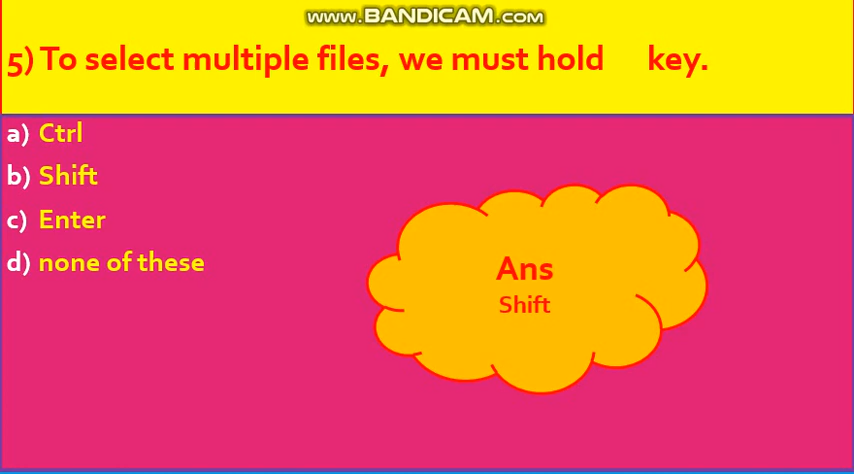 www.BANDICAM.com
5) To select multiple files, we must hold key.
a) Ctrl
b) Shift
c) Enter
d) none of these
Ans
Shift